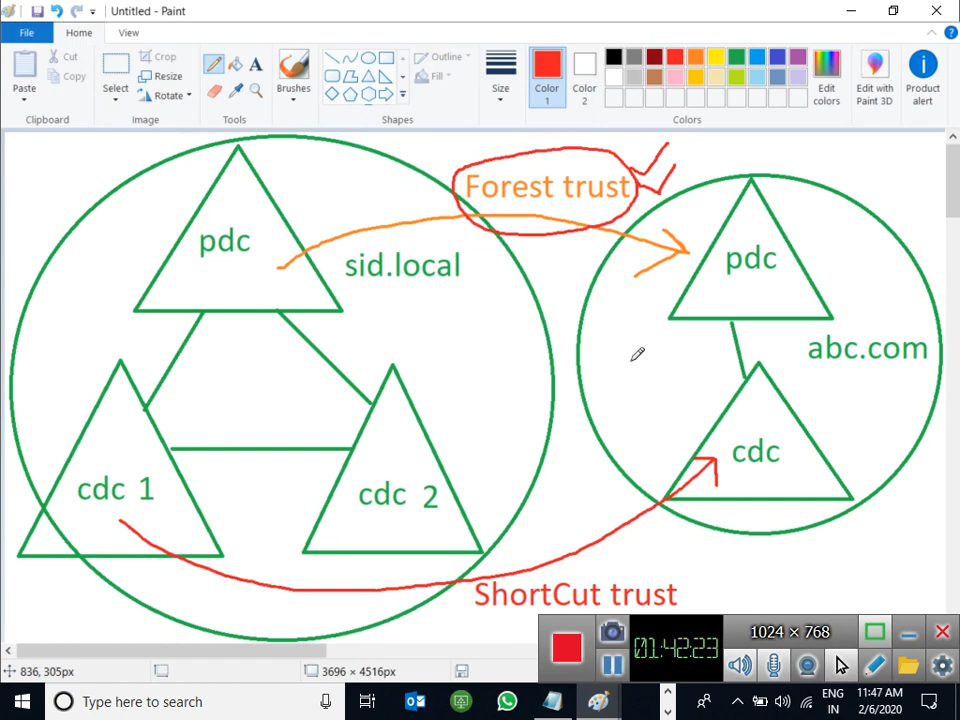 Untitled - Paint
File
Home
View
Paste
Cut
Copy
Clipboard
Select
Crop
Resize
Rotate
Image
A
Tools
Brushes
Shapes
Outline
Fill
Size
Color
1
Color
2
Colors
Edit
colors
Edit with
Paint 3D
Product
alert
Forest trust
pdc
sid.local
pdc
abc.com
cdc 1
cdc 2
cdc
ShortCut trust
836, 305px
3696 × 4516px
01:42:23
1024 × 768
Type here to search
ENG
IN
11:47 AM
2/6/2020